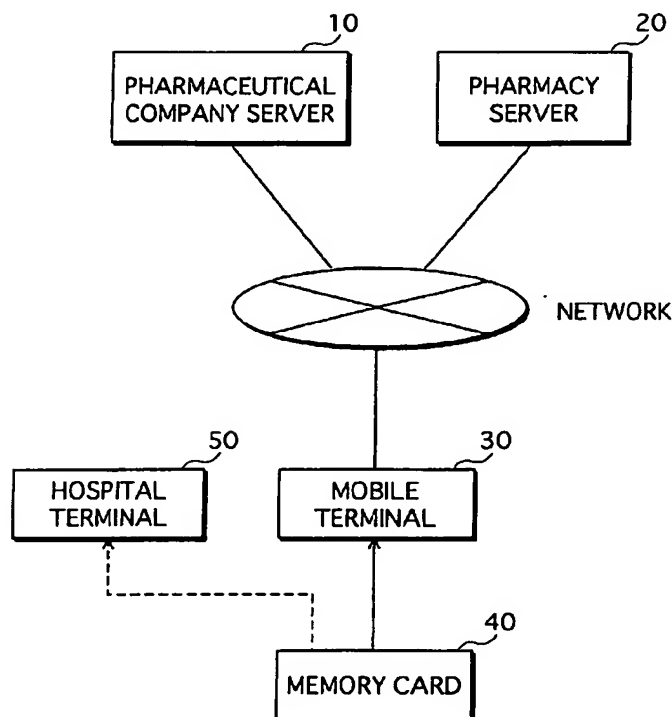 10
20
PHARMACEUTICAL
COMPANY SERVER
PHARMACY
SERVER
NETWORK
50
30
HOSPITAL
TERMINAL
MOBILE
TERMINAL
40
MEMORY CARD